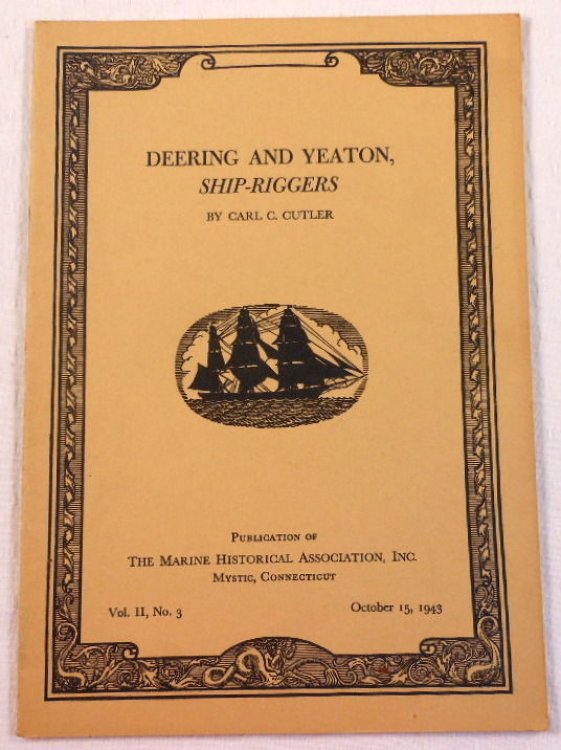 DEERING AND YEATON,
SHIP-RIGGERS
BY CARL C. CUTLER
PUBLICATION OF
THE MARINE HISTORICAL ASSOCIATION, INC.
MYSTIC, CONNECTICUT
Vol. II, No. 3 October 15, 1943